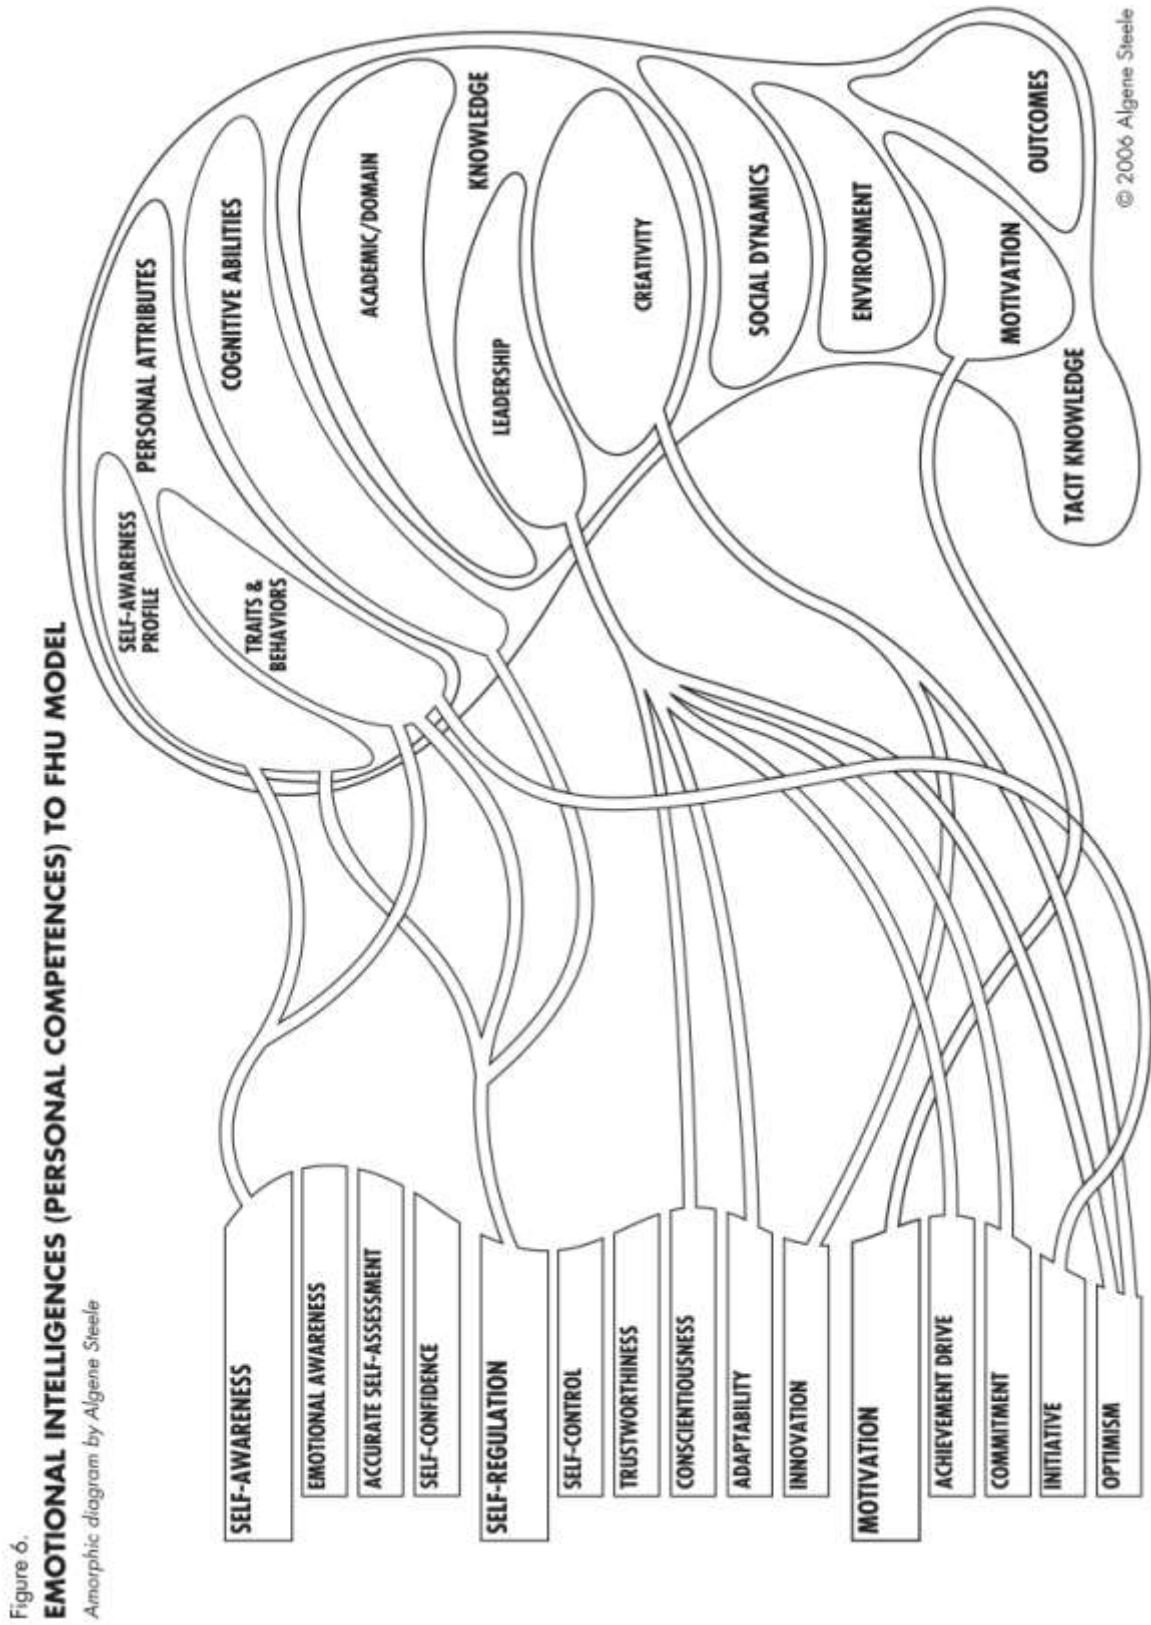 Figure 6.
EMOTIONAL INTELLIGENCES (PERSONAL COMPETENCES) TO FHU MODEL
Amorphic diagram by Algene Steele
SELF-AWARENESS
EMOTIONAL AWARENESS
ACCURATE SELF-ASSESSMENT
SELF-CONFIDENCE
SELF-REGULATION
SELF-CONTROL
TRUSTWORTHINESS
CONSCIENTIOUSNESS
ADAPTABILITY
INNOVATION
MOTIVATION
ACHIEVEMENT DRIVE
COMMITMENT
INITIATIVE
OPTIMISM
SELF-AWARENESS
PROFILE
TRAITS &
BEHAVIORS
PERSONAL ATTRIBUTES
COGNITIVE ABILITIES
ACADEMIC/DOMAIN
KNOWLEDGE
LEADERSHIP
CREATIVITY
SOCIAL DYNAMICS
ENVIRONMENT
MOTIVATION
OUTCOMES
TACIT KNOWLEDGE
© 2006 Algene Steele